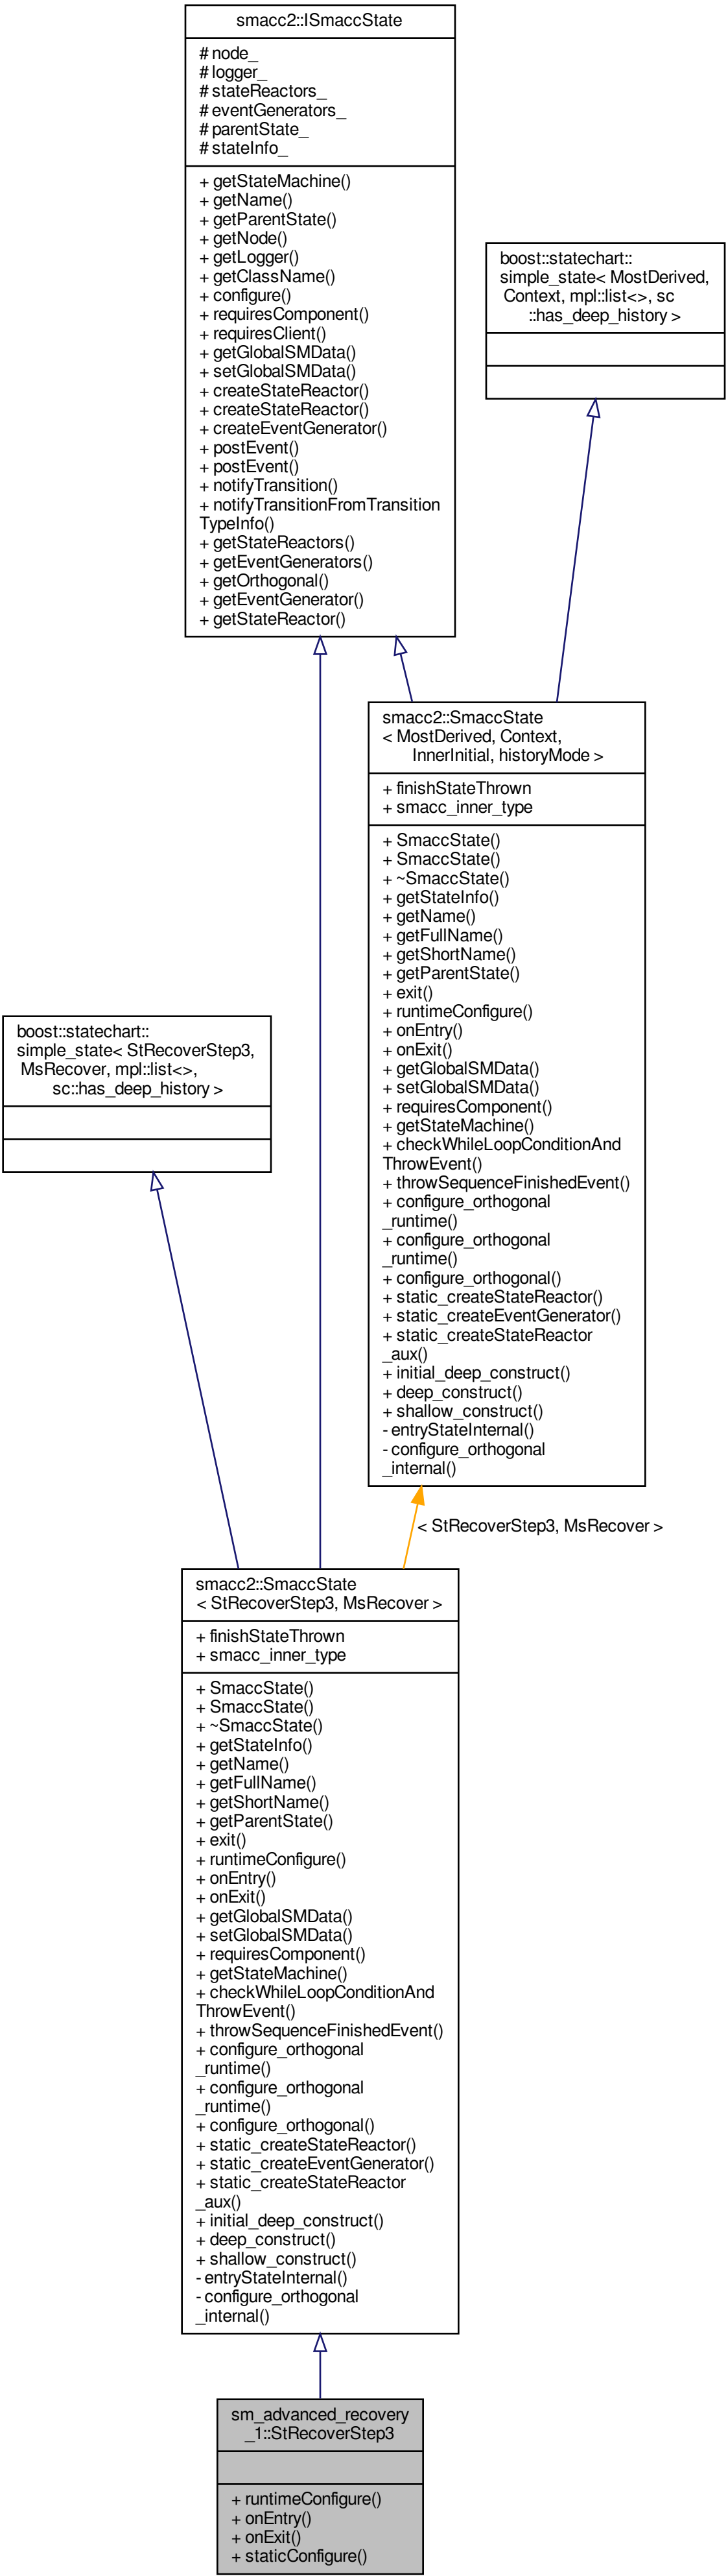 smacc2::ISmaccState
# node_
# logger_
# stateReactors_
# eventGenerators_
# parentState_
# stateInfo_
+ getStateMachine()
+ getName()
+ getParentState()
+ getNode()
+ getLogger()
+ getClassName()
+ configure()
+ requiresComponent()
+ requiresClient()
+ getGlobalSMData()
+ setGlobalSMData()
+ createStateReactor()
+ createStateReactor()
+ createEventGenerator()
+ postEvent()
+ postEvent()
+ notifyTransition()
+ notifyTransitionFromTransition
TypeInfo()
+ getStateReactors()
+ getEventGenerators()
+ getOrthogonal()
+ getEventGenerator()
+ getStateReactor()
boost::statechart::
simple_state< MostDerived,
Context, mpl::list<>, sc
::has_deep_history >
smacc2::SmaccState
< MostDerived, Context,
InnerInitial, historyMode >
+ finishStateThrown
+ smacc_inner_type
+ SmaccState()
+ SmaccState()
+ ~SmaccState()
+ getStateInfo()
+ getName()
+ getFullName()
+ getShortName()
+ getParentState()
+ exit()
+ runtimeConfigure()
+ onEntry()
+ onExit()
+ getGlobalSMData()
+ setGlobalSMData()
+ requiresComponent()
+ getStateMachine()
+ checkWhileLoopConditionAnd
ThrowEvent()
+ throwSequenceFinishedEvent()
+ configure_orthogonal
_runtime()
+ configure_orthogonal
_runtime()
+ configure_orthogonal()
+ static_createStateReactor()
+ static_createEventGenerator()
+ static_createStateReactor
_aux()
+ initial_deep_construct()
+ deep_construct()
+ shallow_construct()
- entryStateInternal()
- configure_orthogonal
_internal()
boost::statechart::
simple_state< StRecoverStep3,
MsRecover, mpl::list<>,
sc::has_deep_history >
< StRecoverStep3, MsRecover >
smacc2::SmaccState
< StRecoverStep3, MsRecover >
+ finishStateThrown
+ smacc_inner_type
+ SmaccState()
+ SmaccState()
+ ~SmaccState()
+ getStateInfo()
+ getName()
+ getFullName()
+ getShortName()
+ getParentState()
+ exit()
+ runtimeConfigure()
+ onEntry()
+ onExit()
+ getGlobalSMData()
+ setGlobalSMData()
+ requiresComponent()
+ getStateMachine()
+ checkWhileLoopConditionAnd
ThrowEvent()
+ throwSequenceFinishedEvent()
+ configure_orthogonal
_runtime()
+ configure_orthogonal
_runtime()
+ configure_orthogonal()
+ static_createStateReactor()
+ static_createEventGenerator()
+ static_createStateReactor
_aux()
+ initial_deep_construct()
+ deep_construct()
+ shallow_construct()
- entryStateInternal()
- configure_orthogonal
_internal()
sm_advanced_recovery
_1::StRecoverStep3
+ runtimeConfigure()
+ onEntry()
+ onExit()
+ staticConfigure()